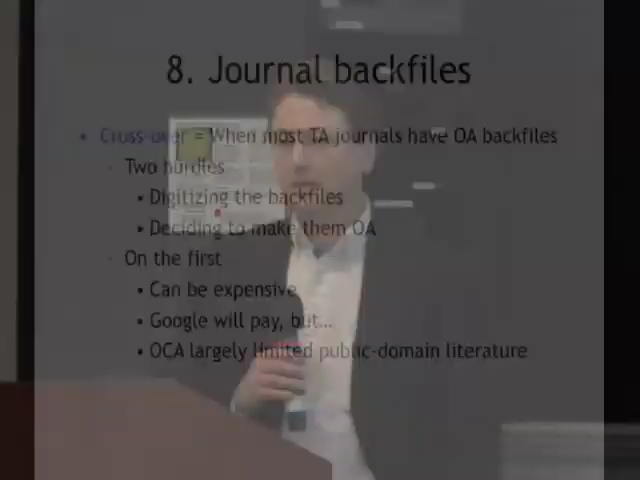 8. Journal backfiles
• Cross-over = When most TA journals have OA backfiles
- Two hurdles
• Digitizing the backfiles
• Deciding to make them OA
- On the first
• Can be expensive
• Google will pay, but...
• OCA largely limited public-domain literature